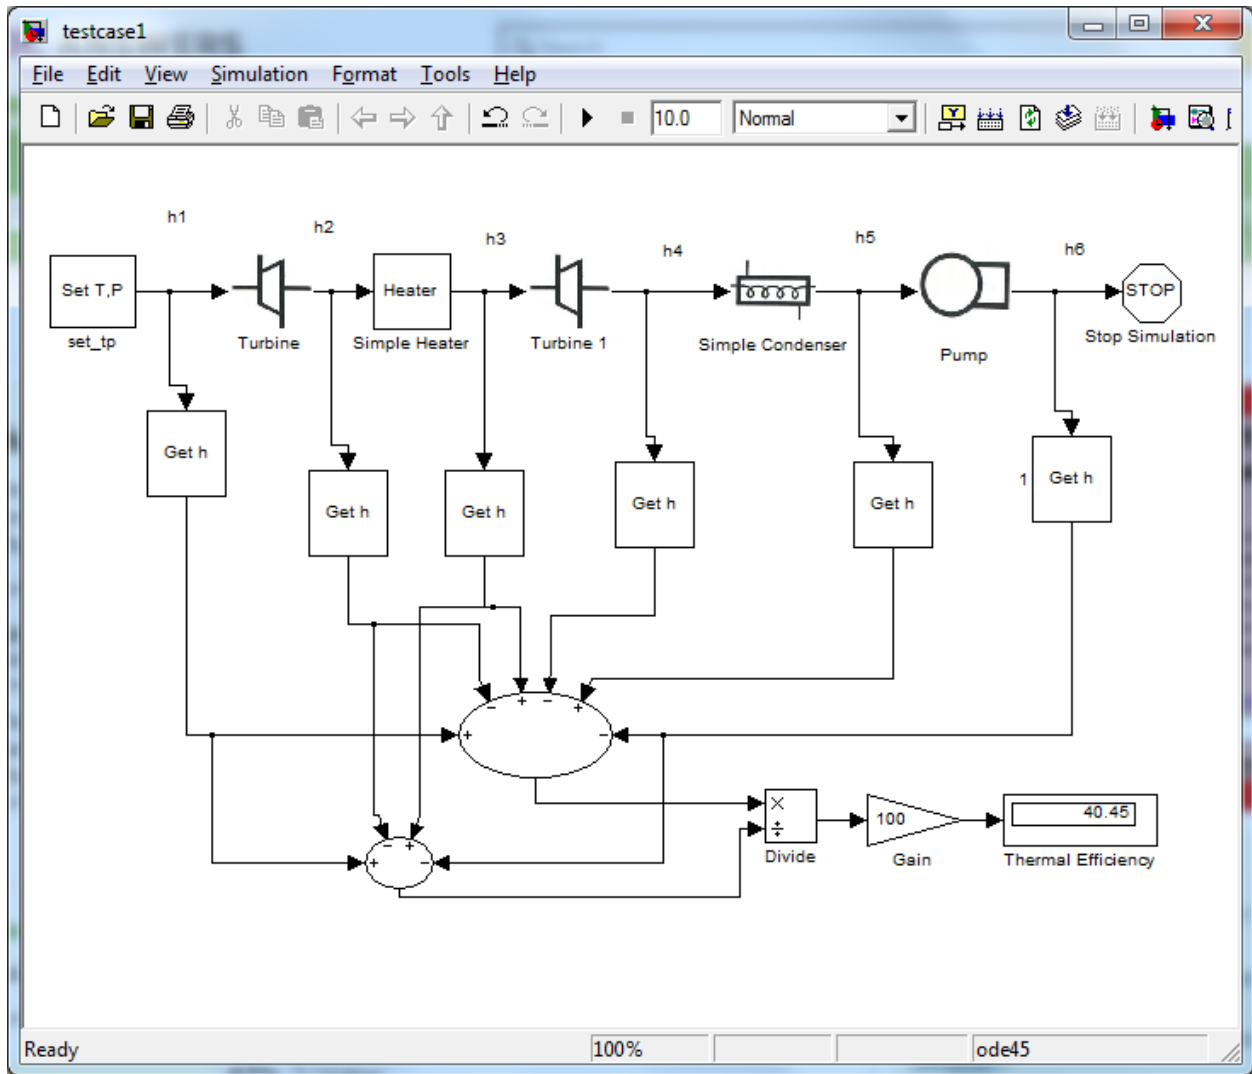 testcase1
File Edit View Simulation Format Tools Help
10.0 Normal
h1
h2
h3
h4
h5
h6
Set T,P
Heater
STOP
set_tp
Turbine
Simple Heater
Turbine 1
Simple Condenser
Pump
Stop Simulation
Get h
Get h
Get h
Get h
Get h
1
Get h
− + − +
+ −
− +
+ −
×
÷
100
40.45
Divide
Gain
Thermal Efficiency
Ready 100% ode45